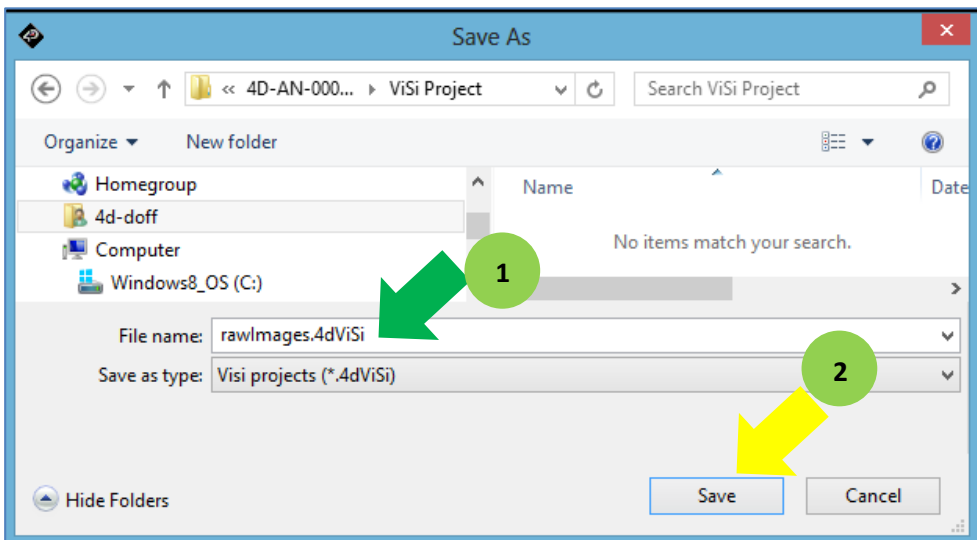 Save As
« 4D-AN-000... ViSi Project
Search ViSi Project
Organize
New folder
Homegroup
Name
Date
4d-doff
Computer
No items match your search.
Windows8_OS (C:)
1
File name: rawImages.4dViSi
Save as type: Visi projects (*.4dViSi)
2
Hide Folders
Save
Cancel